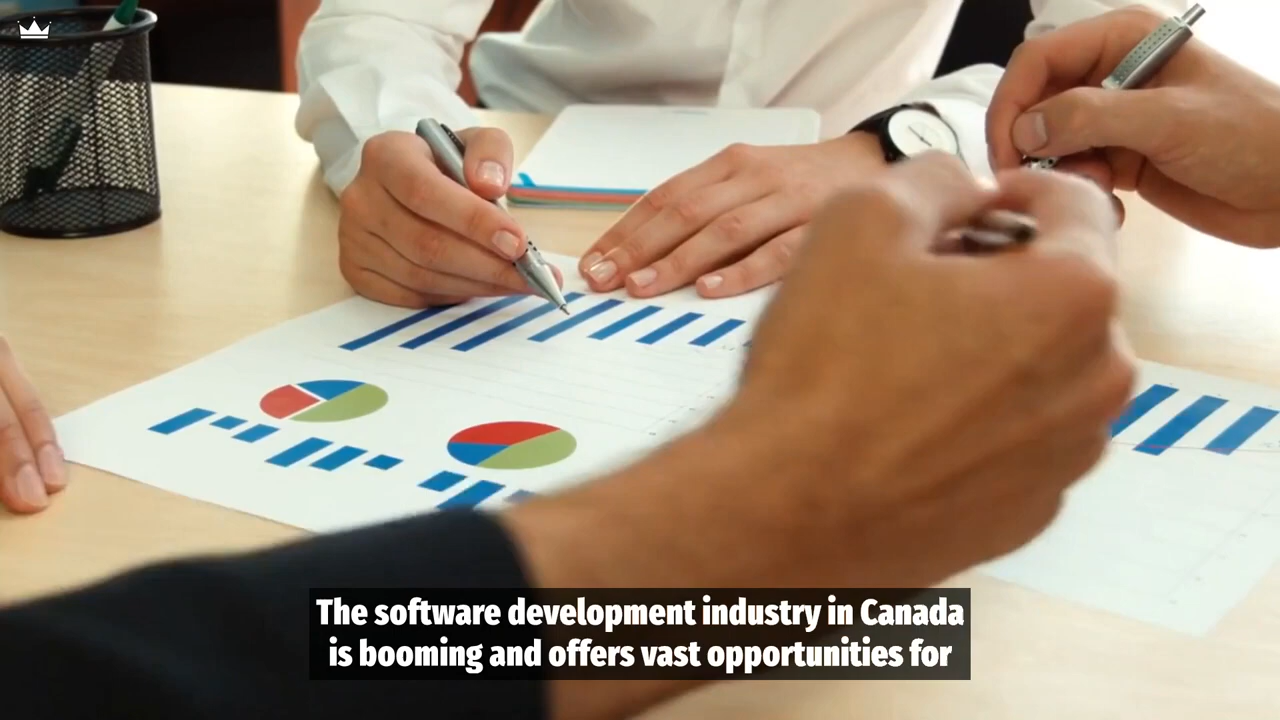 The software development industry in Canada
is booming and offers vast opportunities for